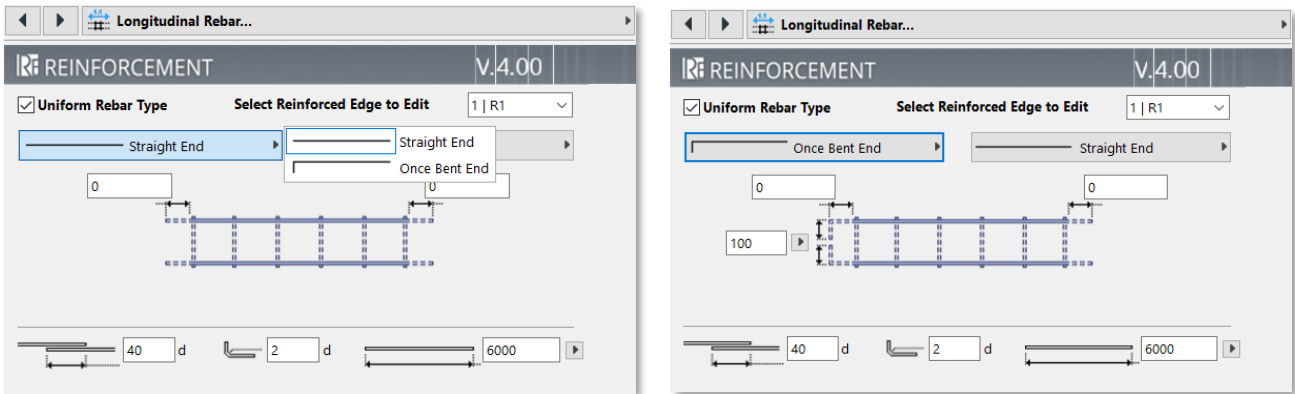 Longitudinal Rebar...
REINFORCEMENT V.4.00
Uniform Rebar Type Select Reinforced Edge to Edit 1 | R1
Straight End Straight End
Once Bent End
0 0
40 d 2 d 6000
Longitudinal Rebar...
REINFORCEMENT V.4.00
Uniform Rebar Type Select Reinforced Edge to Edit 1 | R1
Once Bent End Straight End
0 0
100
40 d 2 d 6000